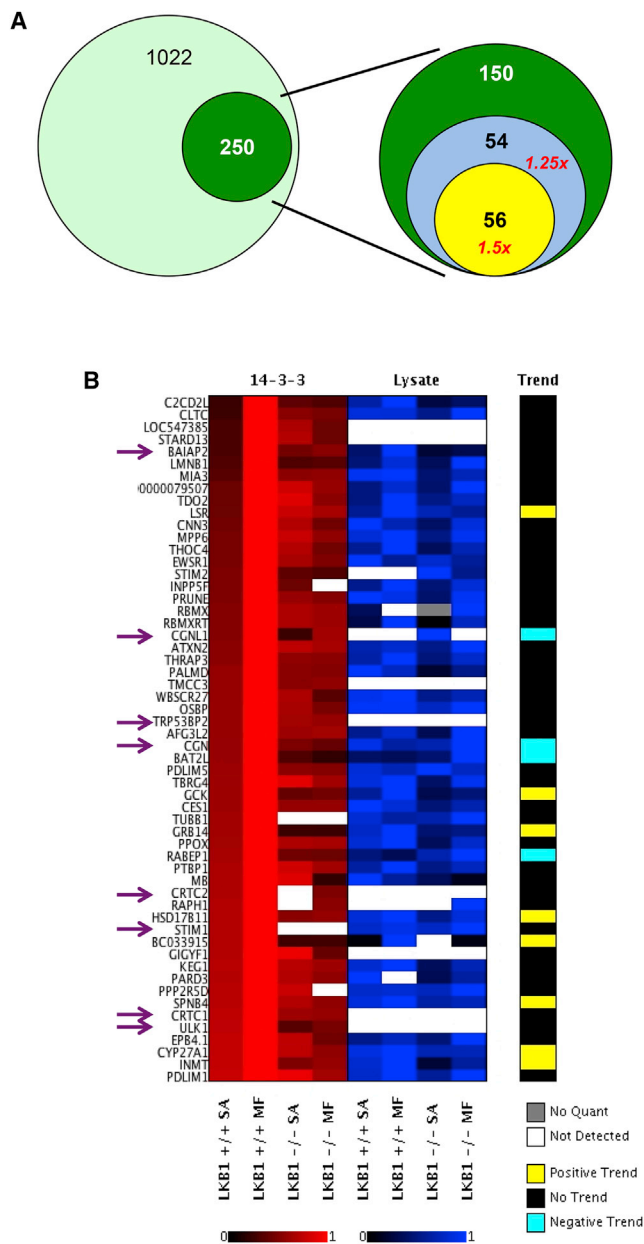 A
1022
250
150
54
1.25x
56
1.5x
B
14-3-3 Lysate Trend
C2CD2L
CLTC
LOC547385
STARD13
BAIAP2
LMNB1
MIA3
00000079507
TDO2
LSR
CNN3
MPP6
THOC4
EWSR1
STIM2
INPP5F
PRUNE
RBMX
RBMXRT
CGNL1
ATXN2
THRAP3
PALMD
TMCC3
WBSCR27
OSBP
TRP53BP2
AFG3L2
CGN
BAT2L
PDLIM5
TBRG4
GCK
CES1
TUBB1
GRB14
PPOX
RABEP1
PTBP1
MB
CRTC2
RAPH1
HSD17B11
STIM1
BC033915
GIGYF1
KEG1
PARD3
PPP2R5D
SPNB4
CRTC1
ULK1
EPB4.1
CYP27A1
INMT
PDLIM1
LKB1 +/+ SA
LKB1 +/+ MF
LKB1 -/- SA
LKB1 -/- MF
LKB1 +/+ SA
LKB1 +/+ MF
LKB1 -/- SA
LKB1 -/- MF
No Quant
Not Detected
Positive Trend
No Trend
Negative Trend
0 1
0 1